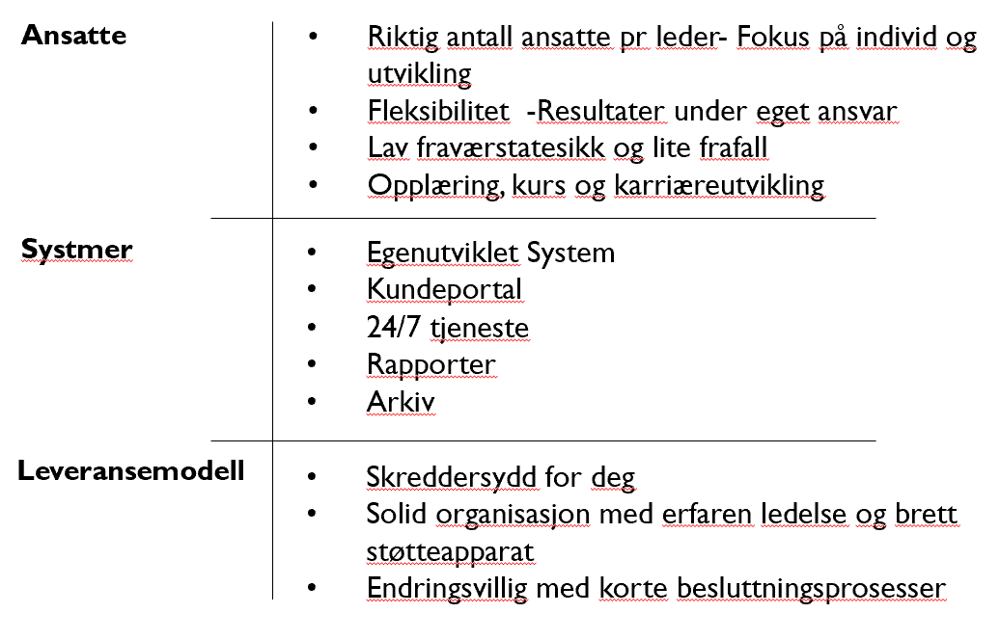 Ansatte
• Riktig antall ansatte pr leder- Fokus på individ og
utvikling
• Fleksibilitet  -Resultater under eget ansvar
• Lav fraværstatesikk og lite frafall
• Opplæring, kurs og karriæreutvikling
Systmer
• Egenutviklet System
• Kundeportal
• 24/7 tjeneste
• Rapporter
• Arkiv
Leveransemodell
• Skreddersydd for deg
• Solid organisasjon med erfaren ledelse og brett
støtteapparat
• Endringsvillig med korte besluttningsprosesser